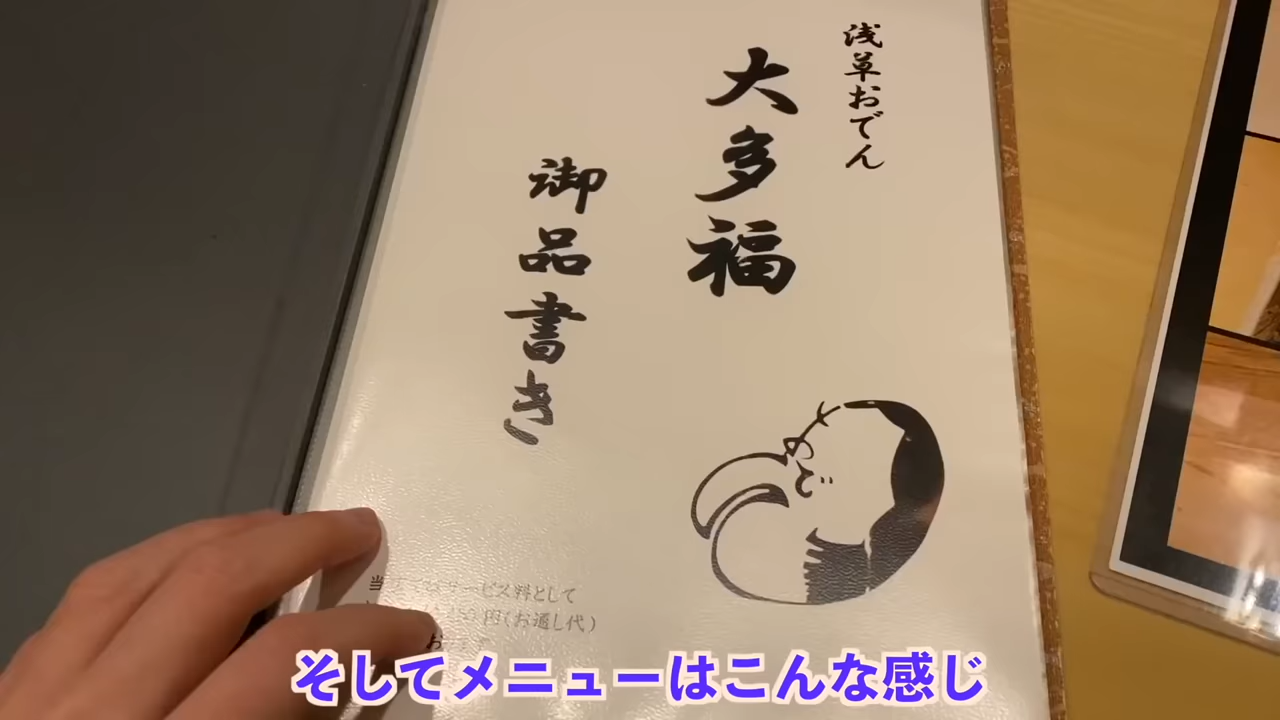 浅草おでん
大多福
御品書き
サービス料として
円(お通し代)
お
そしてメニューはこんな感じ